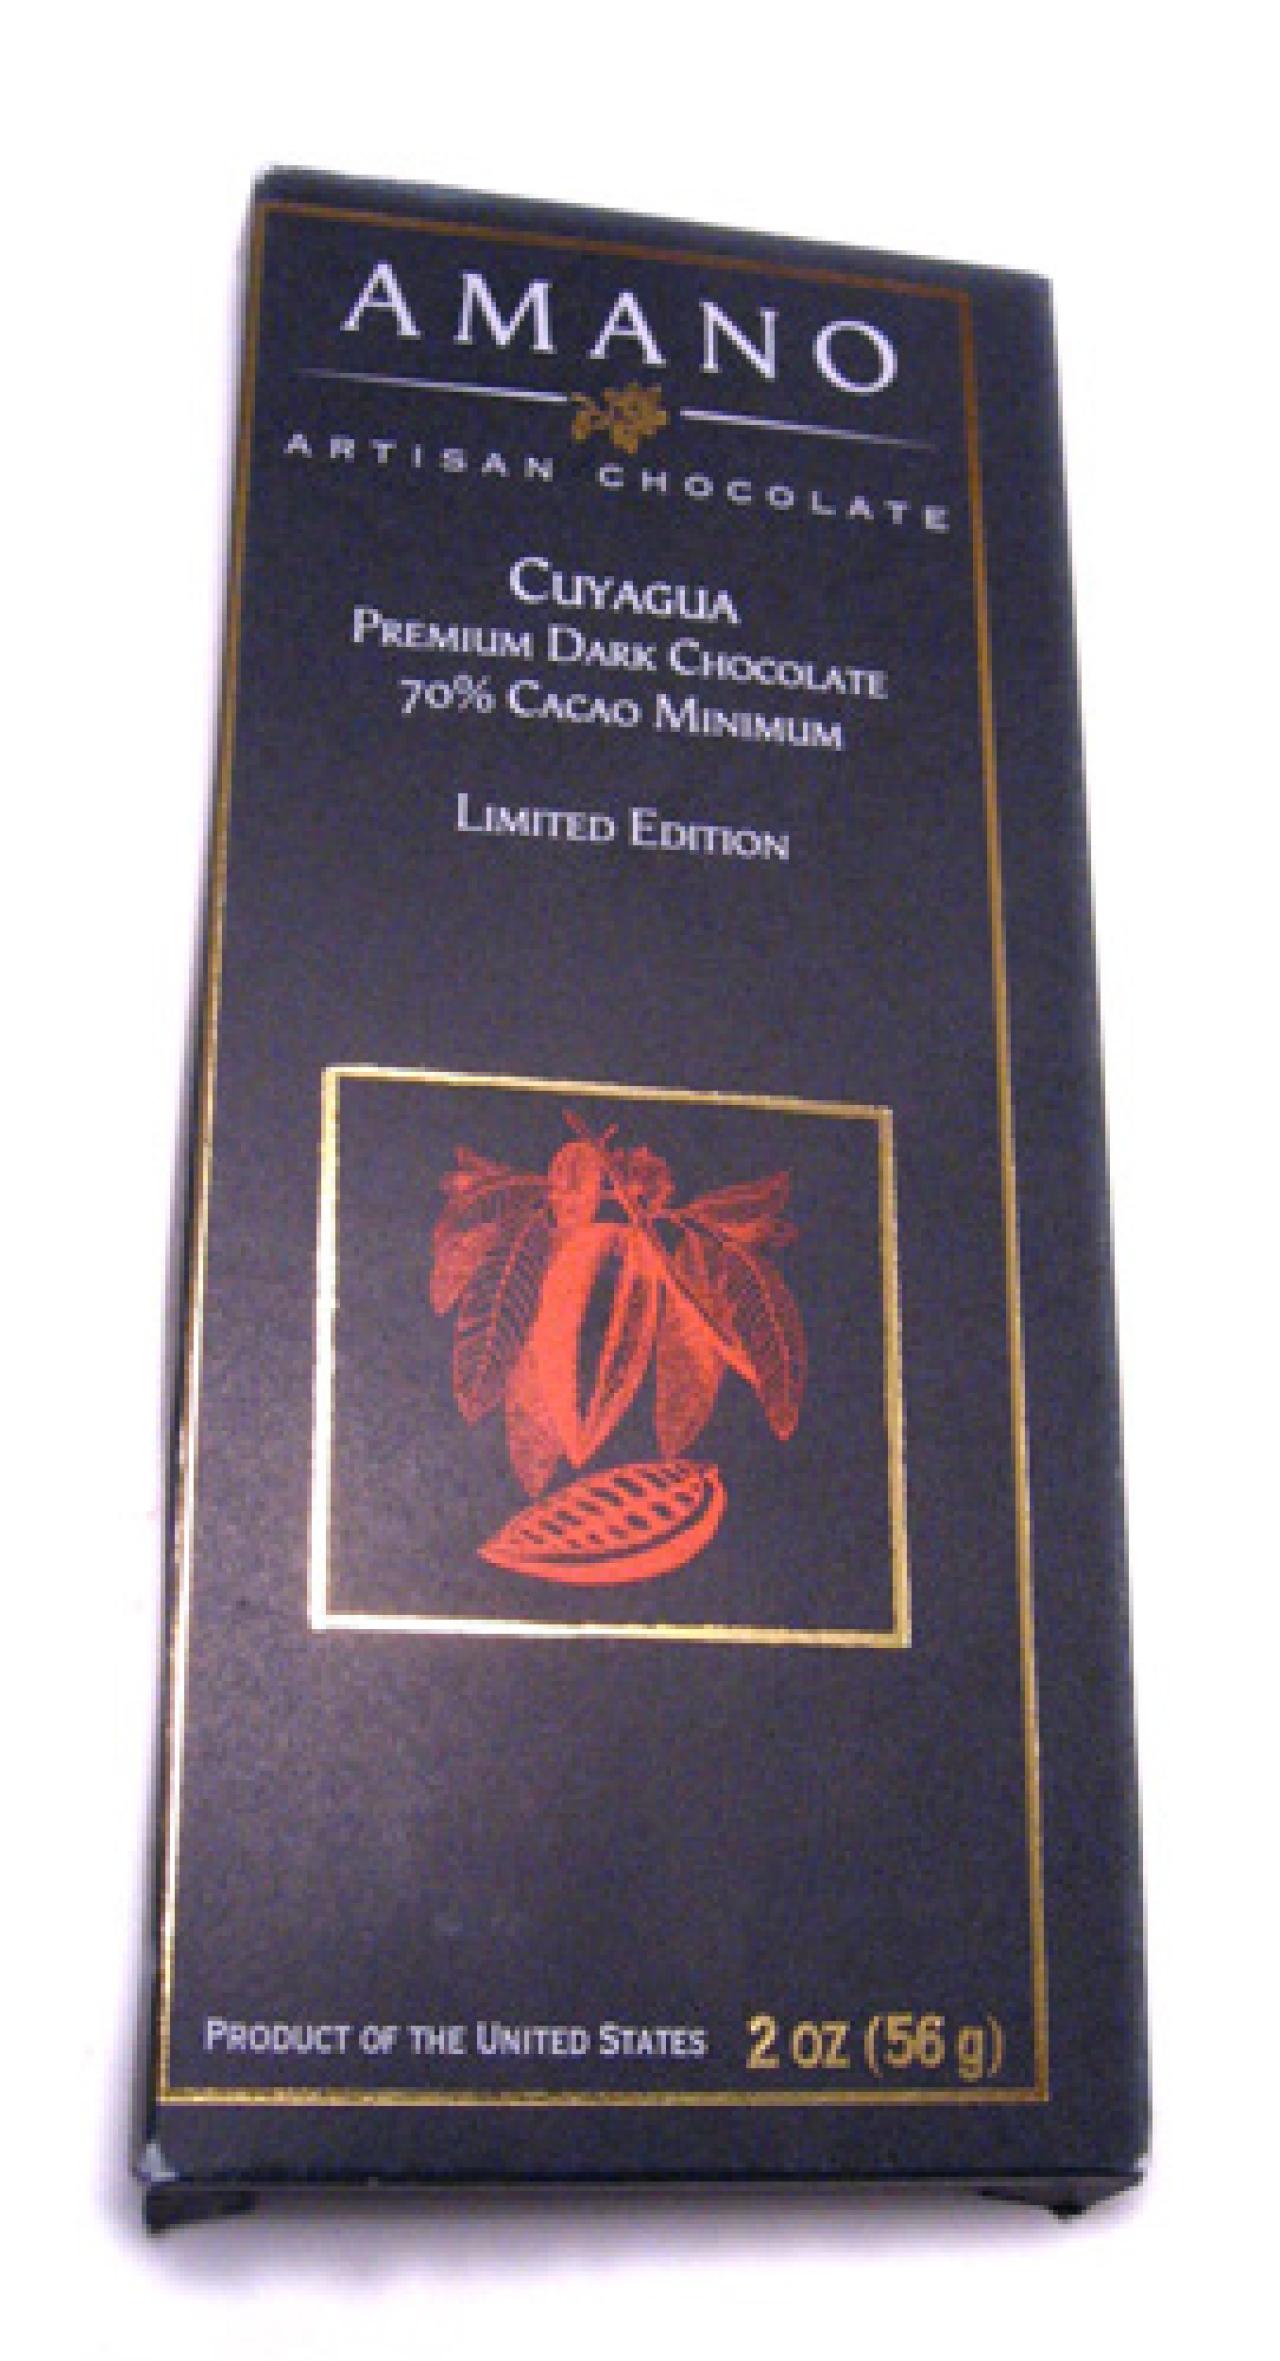 AMANO
ARTISAN CHOCOLATE
CUYAGUA
PREMIUM DARK CHOCOLATE
70% CACAO MINIMUM
LIMITED EDITION
PRODUCT OF THE UNITED STATES 2 OZ (56 g)